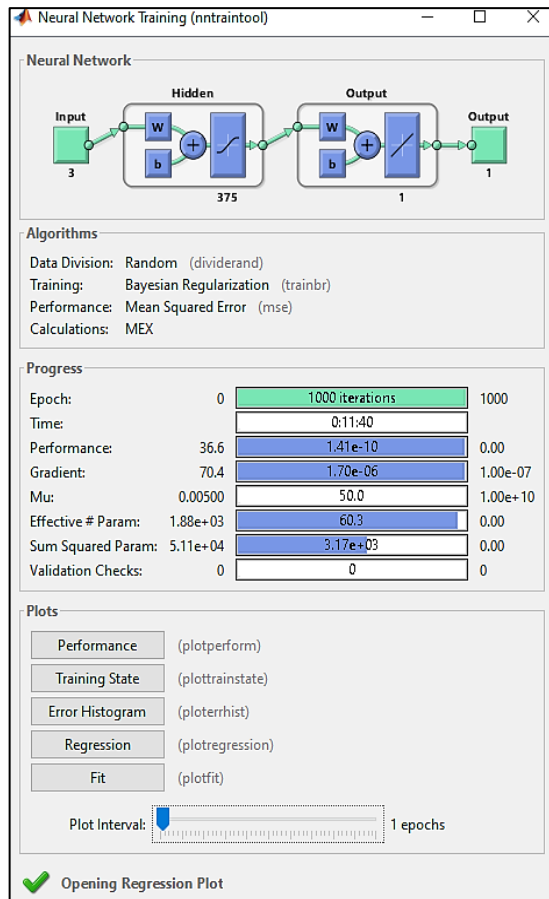 Neural Network Training (nntraintool)
Neural Network
Hidden Output
Input Output
W W
b b
3 375 1 1
Algorithms
Data Division: Random (dividerand)
Training: Bayesian Regularization (trainbr)
Performance: Mean Squared Error (mse)
Calculations: MEX
Progress
Epoch: 0 1000 iterations 1000
Time: 0:11:40
Performance: 36.6 1.41e-10 0.00
Gradient: 70.4 1.70e-06 1.00e-07
Mu: 0.00500 50.0 1.00e+10
Effective # Param: 1.88e+03 60.3 0.00
Sum Squared Param: 5.11e+04 3.17e+03 0.00
Validation Checks: 0 0 0
Plots
Performance (plotperform)
Training State (plottrainstate)
Error Histogram (ploterrhist)
Regression (plotregression)
Fit (plotfit)
Plot Interval: 1 epochs
Opening Regression Plot